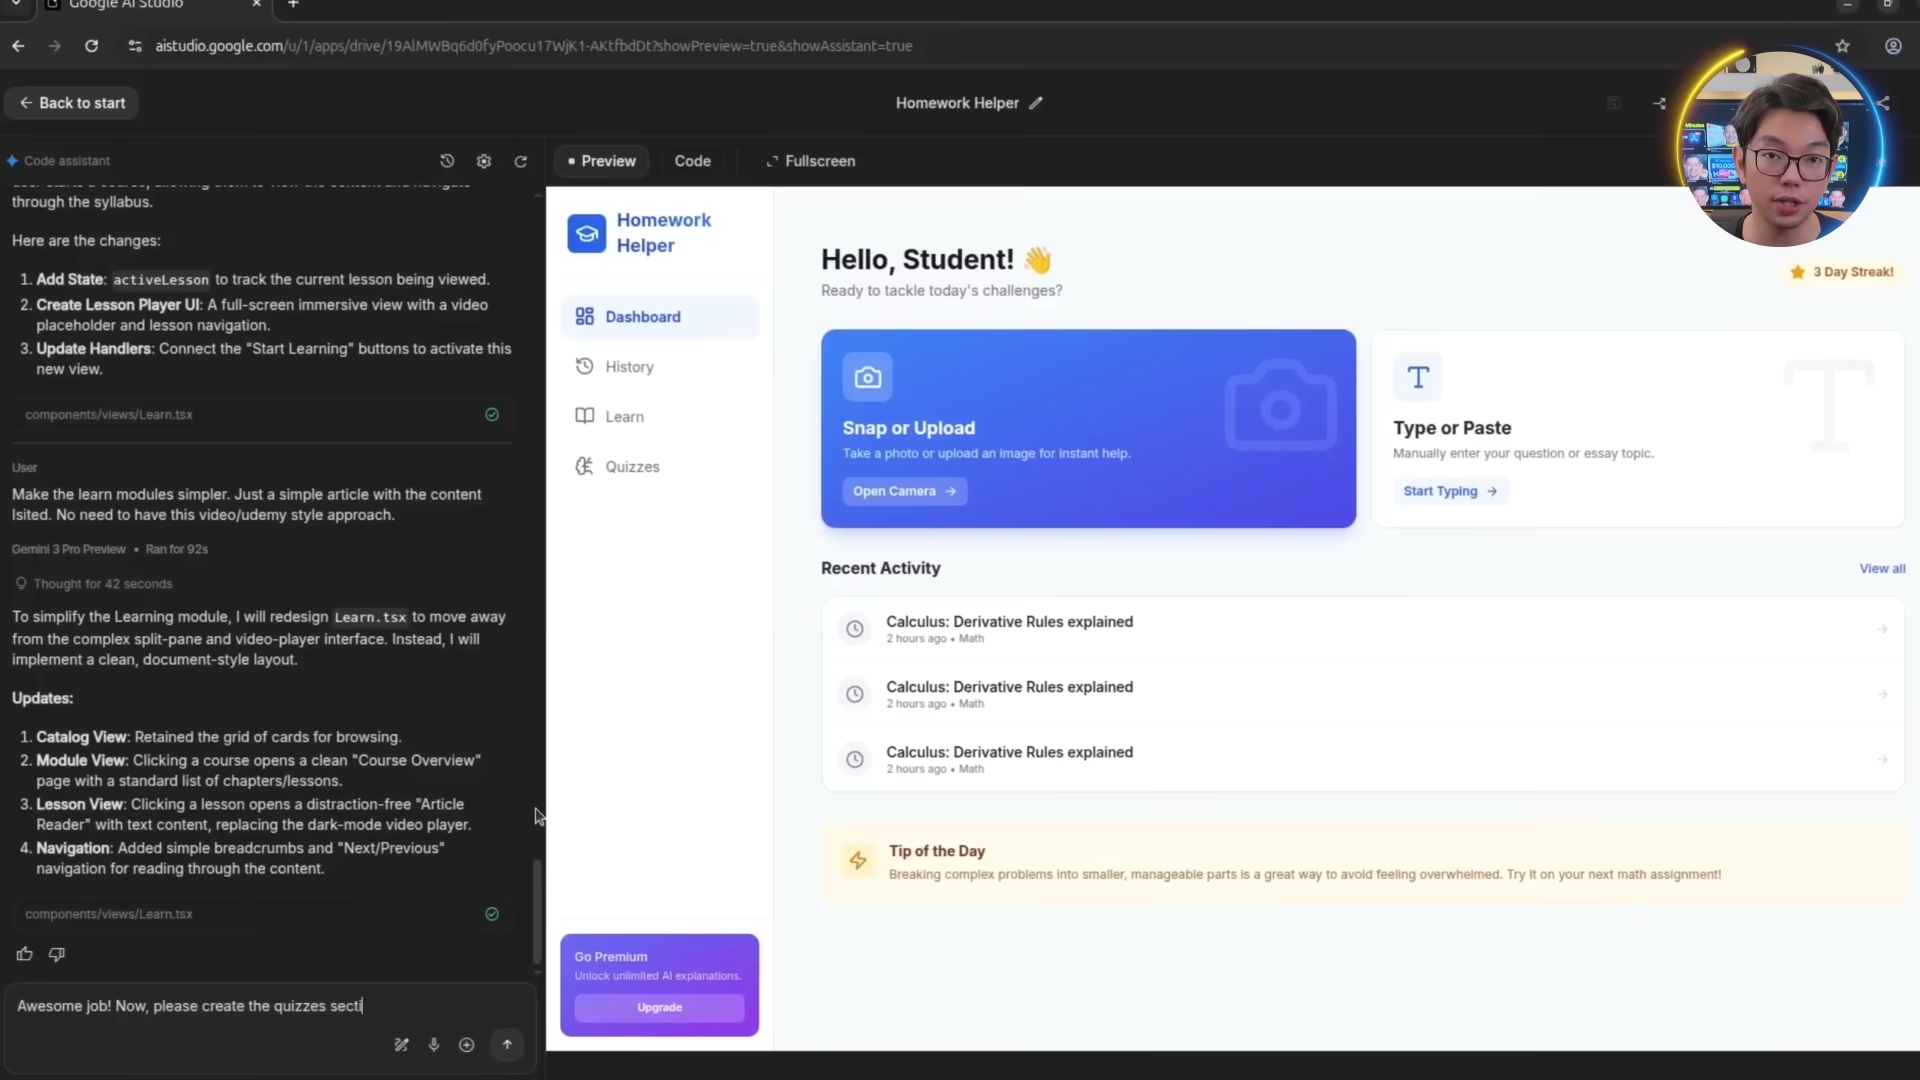 Google AI Studio
aistudio.google.com/u/1/apps/drive/19AlMWBq6d0fyPoocu17WjK1-AKtfbdDt?showPreview=true&showAssistant=true
Back to start
Homework Helper
Code assistant
Preview
Code
Fullscreen
through the syllabus.
Here are the changes:
1. Add State: activeLesson to track the current lesson being viewed.
2. Create Lesson Player UI: A full-screen immersive view with a video
placeholder and lesson navigation.
3. Update Handlers: Connect the "Start Learning" buttons to activate this
new view.
components/views/Learn.tsx
User
Make the learn modules simpler. Just a simple article with the content
lsited. No need to have this video/udemy style approach.
Gemini 3 Pro Preview • Ran for 92s
Thought for 42 seconds
To simplify the Learning module, I will redesign Learn.tsx to move away
from the complex split-pane and video-player interface. Instead, I will
implement a clean, document-style layout.
Updates:
1. Catalog View: Retained the grid of cards for browsing.
2. Module View: Clicking a course opens a clean "Course Overview"
page with a standard list of chapters/lessons.
3. Lesson View: Clicking a lesson opens a distraction-free "Article
Reader" with text content, replacing the dark-mode video player.
4. Navigation: Added simple breadcrumbs and "Next/Previous"
navigation for reading through the content.
components/views/Learn.tsx
Awesome job! Now, please create the quizzes secti
Homework
Helper
Dashboard
History
Learn
Quizzes
Go Premium
Unlock unlimited AI explanations.
Upgrade
Hello, Student! 👋
Ready to tackle today's challenges?
3 Day Streak!
Snap or Upload
Take a photo or upload an image for instant help.
Open Camera
Type or Paste
Manually enter your question or essay topic.
Start Typing
Recent Activity
View all
Calculus: Derivative Rules explained
2 hours ago • Math
Calculus: Derivative Rules explained
2 hours ago • Math
Calculus: Derivative Rules explained
2 hours ago • Math
Tip of the Day
Breaking complex problems into smaller, manageable parts is a great way to avoid feeling overwhelmed. Try it on your next math assignment!